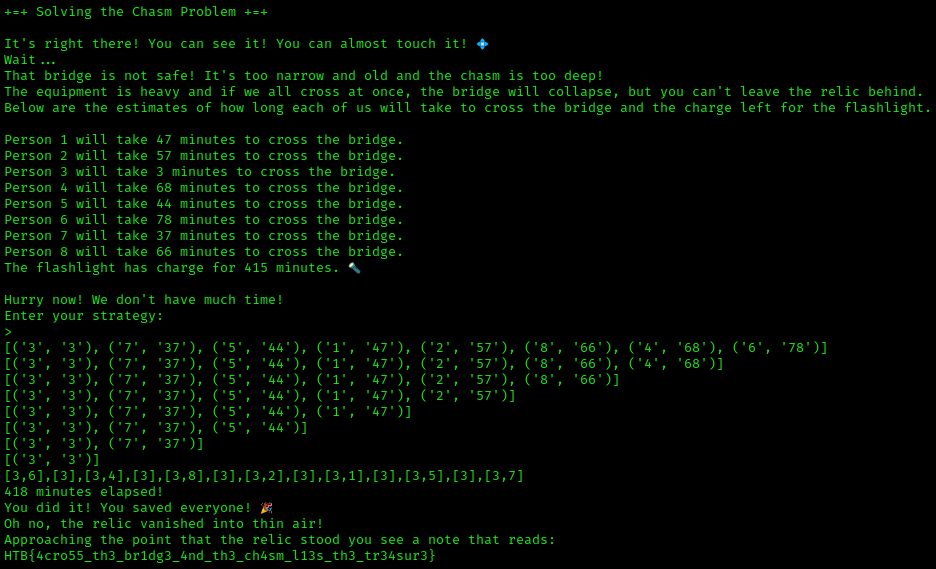 +=+ Solving the Chasm Problem +=+
It's right there! You can see it! You can almost touch it! 💠
Wait...
That bridge is not safe! It's too narrow and old and the chasm is too deep!
The equipment is heavy and if we all cross at once, the bridge will collapse, but you can't leave the relic behind.
Below are the estimates of how long each of us will take to cross the bridge and the charge left for the flashlight.
Person 1 will take 47 minutes to cross the bridge.
Person 2 will take 57 minutes to cross the bridge.
Person 3 will take 3 minutes to cross the bridge.
Person 4 will take 68 minutes to cross the bridge.
Person 5 will take 44 minutes to cross the bridge.
Person 6 will take 78 minutes to cross the bridge.
Person 7 will take 37 minutes to cross the bridge.
Person 8 will take 66 minutes to cross the bridge.
The flashlight has charge for 415 minutes. 🔦
Hurry now! We don't have much time!
Enter your strategy:
>
[('3', '3'), ('7', '37'), ('5', '44'), ('1', '47'), ('2', '57'), ('8', '66'), ('4', '68'), ('6', '78')]
[('3', '3'), ('7', '37'), ('5', '44'), ('1', '47'), ('2', '57'), ('8', '66'), ('4', '68')]
[('3', '3'), ('7', '37'), ('5', '44'), ('1', '47'), ('2', '57'), ('8', '66')]
[('3', '3'), ('7', '37'), ('5', '44'), ('1', '47'), ('2', '57')]
[('3', '3'), ('7', '37'), ('5', '44'), ('1', '47')]
[('3', '3'), ('7', '37'), ('5', '44')]
[('3', '3'), ('7', '37')]
[('3', '3')]
[3,6],[3],[3,4],[3],[3,8],[3],[3,2],[3],[3,1],[3],[3,5],[3],[3,7]
418 minutes elapsed!
You did it! You saved everyone! 🎉
Oh no, the relic vanished into thin air!
Approaching the point that the relic stood you see a note that reads:
HTB{4cro55_th3_br1dg3_4nd_th3_ch4sm_l13s_th3_tr34sur3}